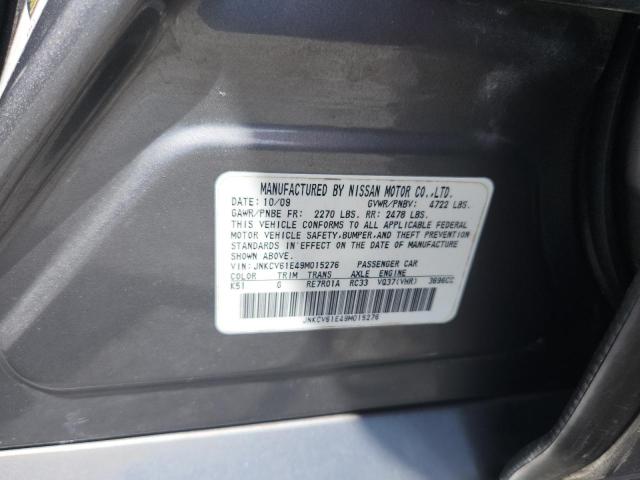 MANUFACTURED BY NISSAN MOTOR CO.,LTD.
DATE: 10/09 GVWR/PNBV: 4722 LBS.
GAWR/PNBE FR: 2270 LBS. RR: 2478 LBS.
THIS VEHICLE CONFORMS TO ALL APPLICABLE FEDERAL
MOTOR VEHICLE SAFETY,BUMPER,AND THEFT PREVENTION
STANDARDS IN EFFECT ON THE DATE OF MANUFACTURE
SHOWN ABOVE.
VIN: JNKCV61E49M015276 PASSENGER CAR
COLOR TRIM TRANS AXLE ENGINE
K51 G RE7R01A RC33 VQ37(VHR) 3696CC
JNKCV61E49M015276